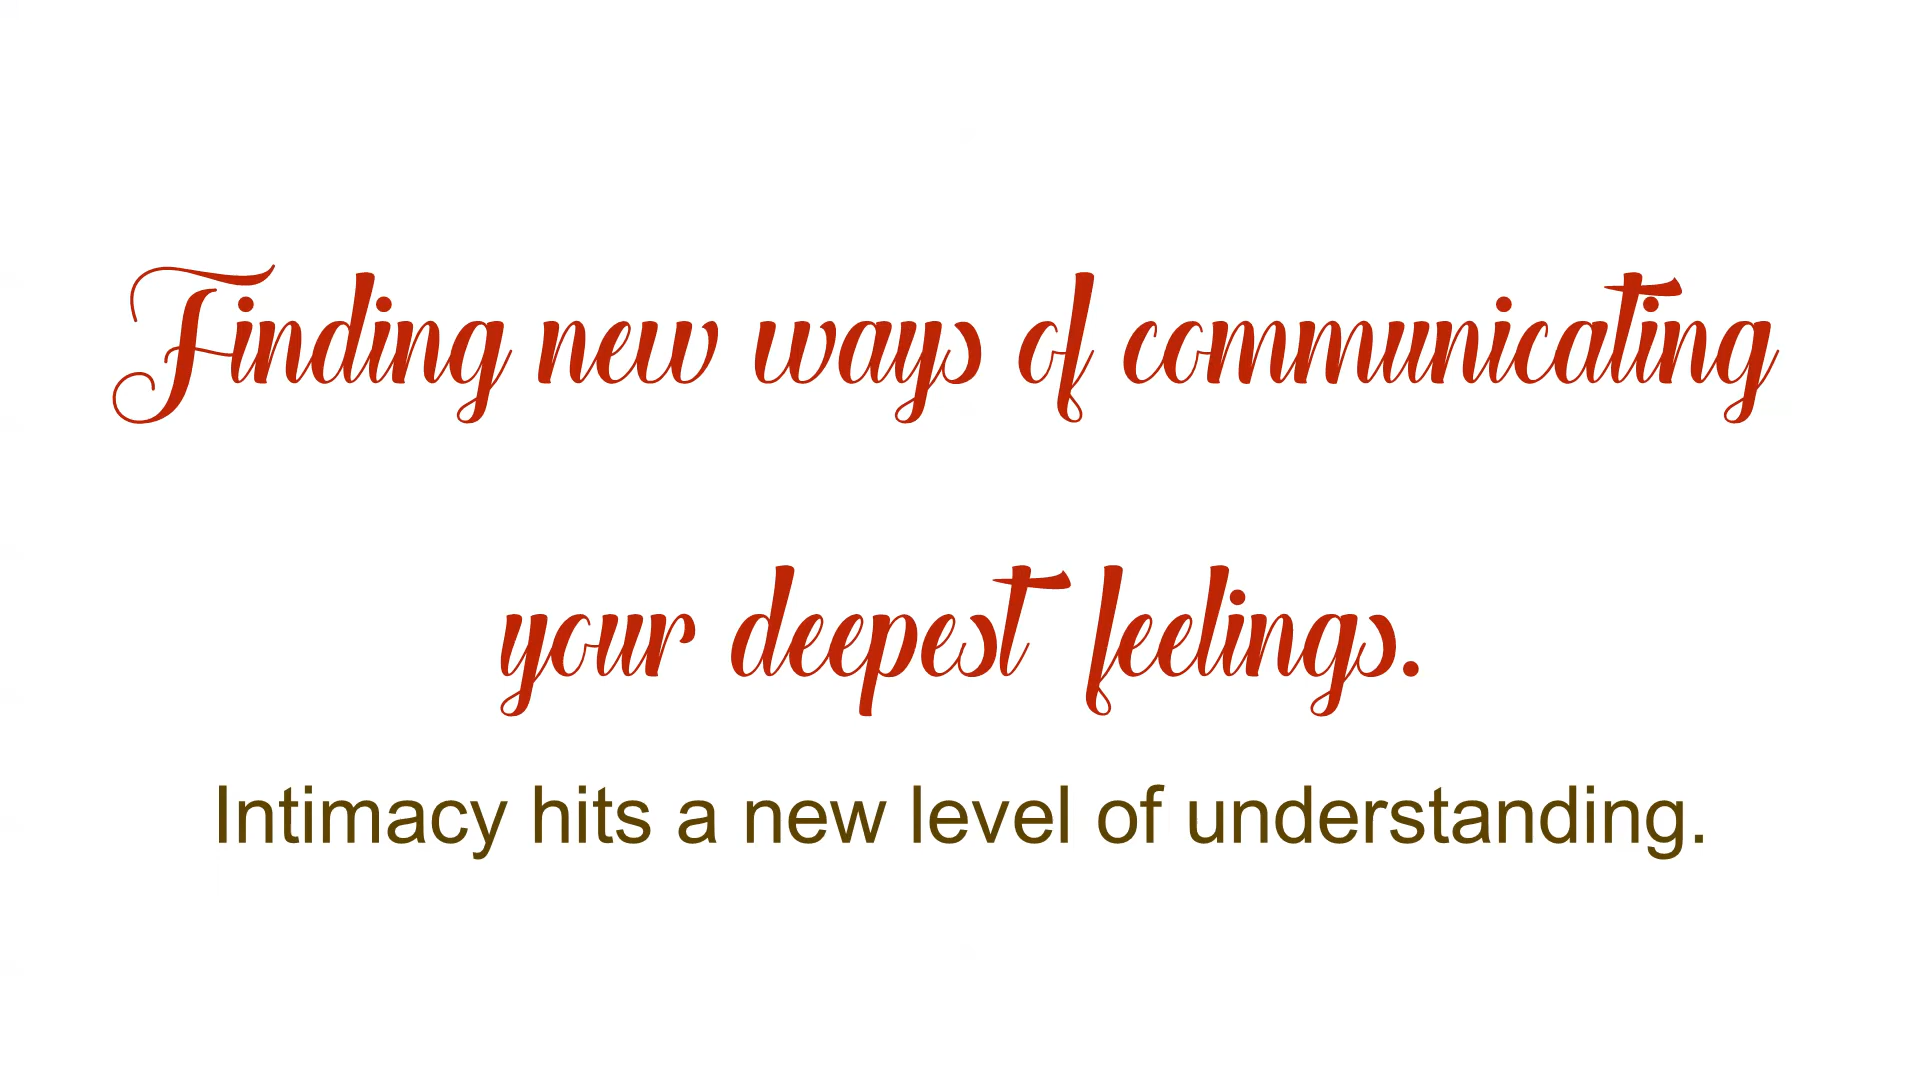 Finding new ways of communicating
your deepest feelings.
Intimacy hits a new level of understanding.